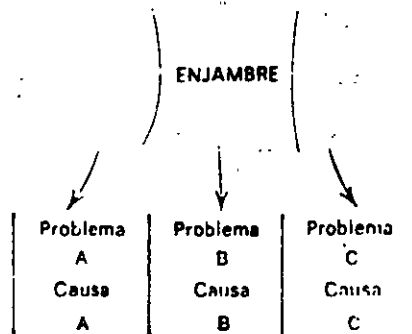 ENJAMBRE
Problema Problema Problema
A B C
Causa Causa Causa
A B C